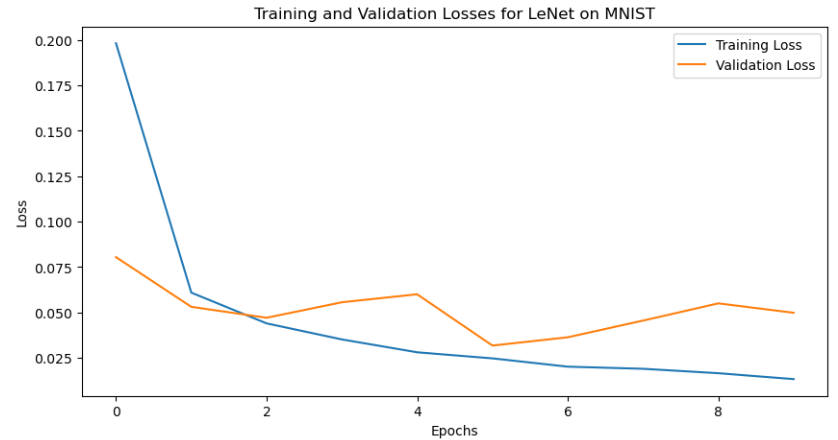 Training and Validation Losses for LeNet on MNIST
Training Loss
Validation Loss
0.200
0.175
0.150
0.125
0.100
0.075
0.050
0.025
Loss
0 2 4 6 8
Epochs